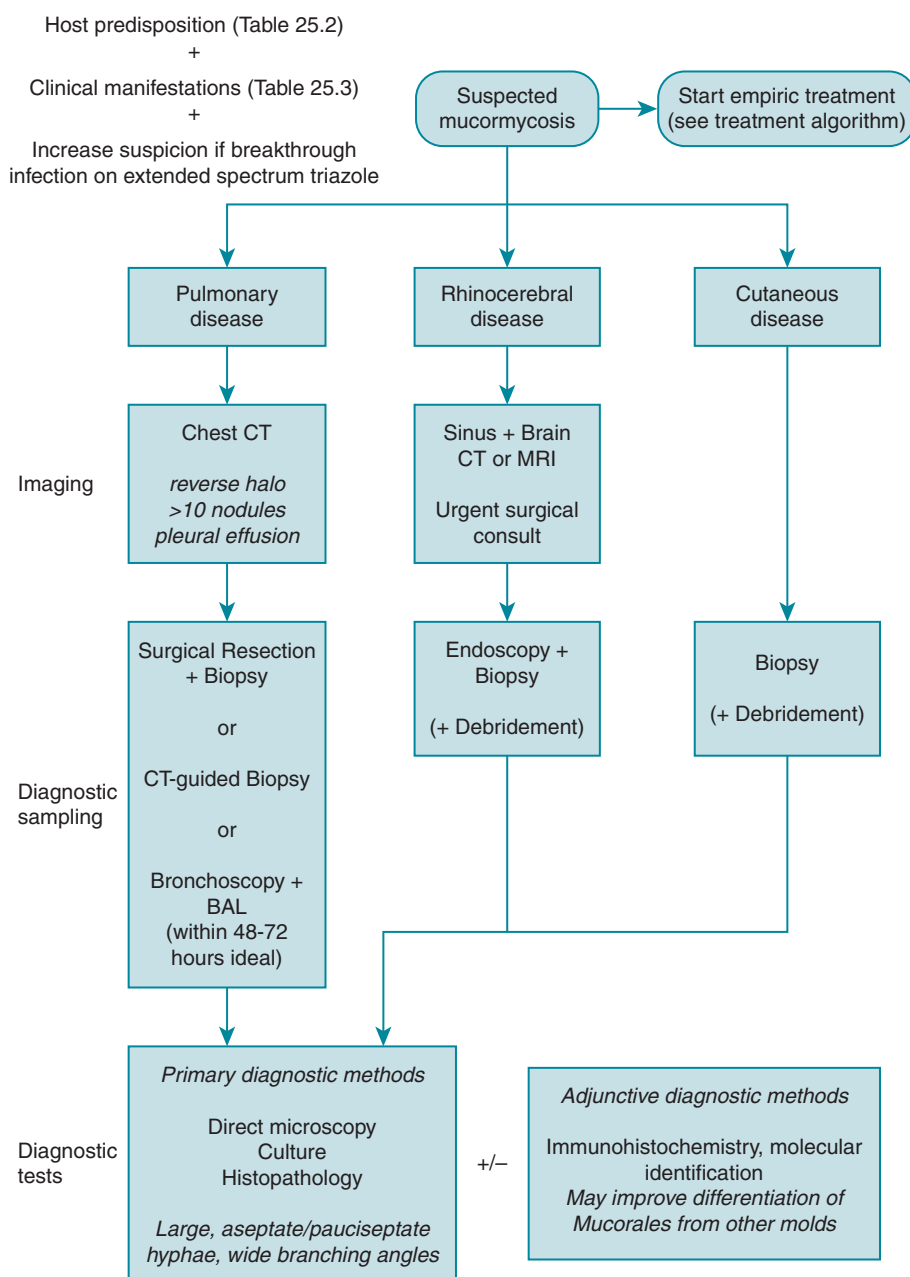 Host predisposition (Table 25.2)
+
Clinical manifestations (Table 25.3)
+
Increase suspicion if breakthrough
infection on extended spectrum triazole
Suspected
mucormycosis
Start empiric treatment
(see treatment algorithm)
Pulmonary
disease
Rhinocerebral
disease
Cutaneous
disease
Imaging
Chest CT
reverse halo
>10 nodules
pleural effusion
Sinus + Brain
CT or MRI
Urgent surgical
consult
Diagnostic
sampling
Surgical Resection
+ Biopsy
or
CT-guided Biopsy
or
Bronchoscopy +
BAL
(within 48-72
hours ideal)
Endoscopy +
Biopsy
(+ Debridement)
Biopsy
(+ Debridement)
Diagnostic
tests
Primary diagnostic methods
Direct microscopy
Culture
Histopathology
Large, aseptate/pauciseptate
hyphae, wide branching angles
+/–
Adjunctive diagnostic methods
Immunohistochemistry, molecular
identification
May improve differentiation of
Mucorales from other molds